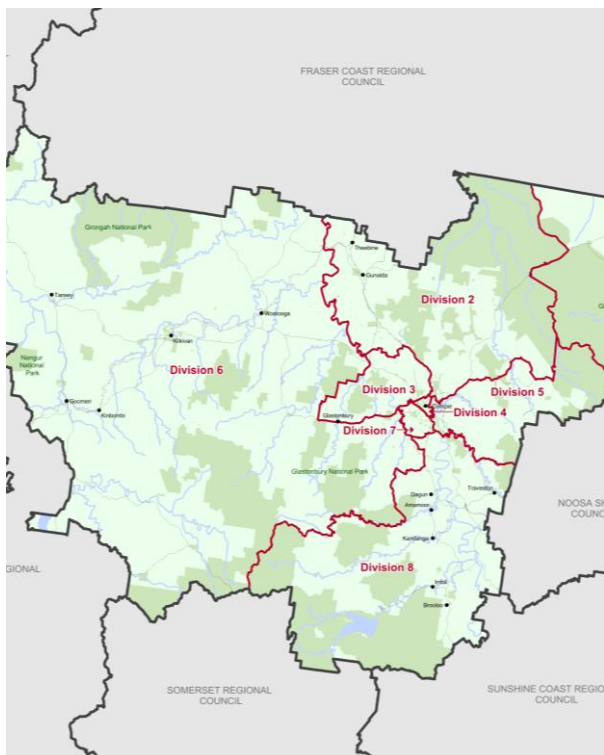 FRASER COAST REGIONAL
COUNCIL
Grongah National Park
Theebine
Gunalda
Tansey
Woolooga
Division 2
Kilkivan
Nangur
National
Park
Division 6
Division 3
Division 5
Goomeri
Kinbombi
Glastonbury
Gympie
Division 4
Division 7
Glastonbury National Park
Dagun
Traveston
Amamoor
NOOSA SH
COUNC
Kandanga
EGIONAL
Division 8
Imbil
Brooloo
SOMERSET REGIONAL
COUNCIL
SUNSHINE COAST REGIO
COUNCIL